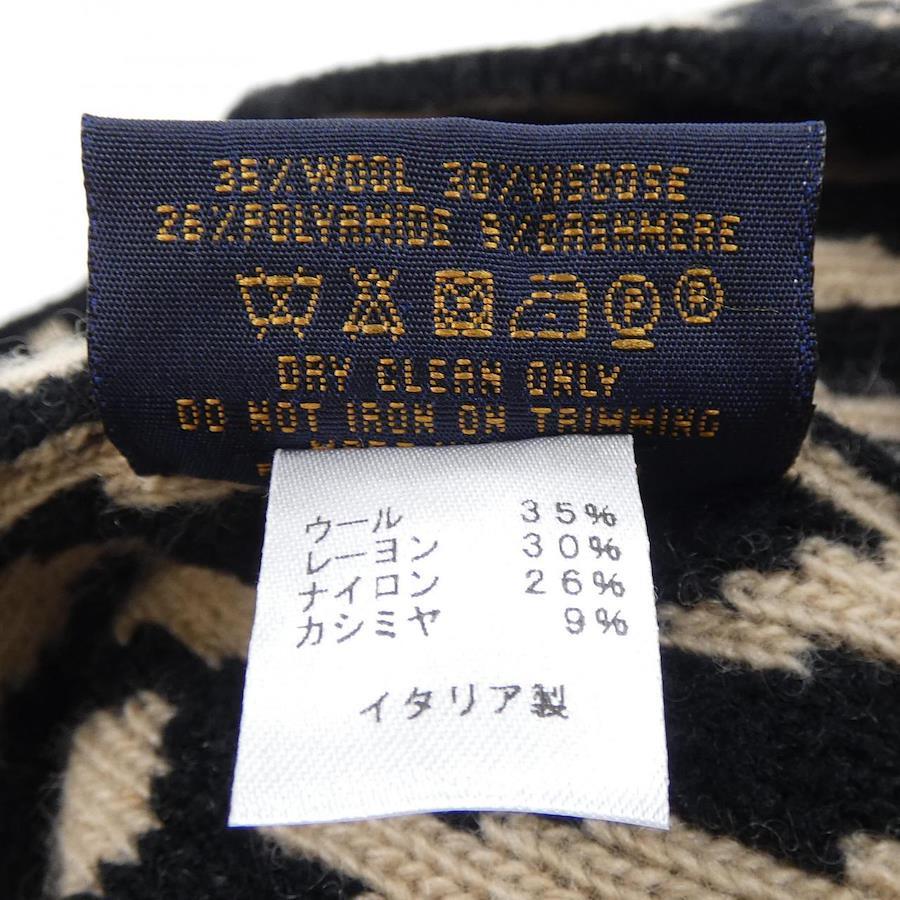 35%WOOL 30%VISCOSE
26%POLYAMIDE 9%CASHMERE
P R
DRY CLEAN ONLY
DO NOT IRON ON TRIMMING
ウール 35%
レーヨン 30%
ナイロン 26%
カシミヤ 9%
イタリア製